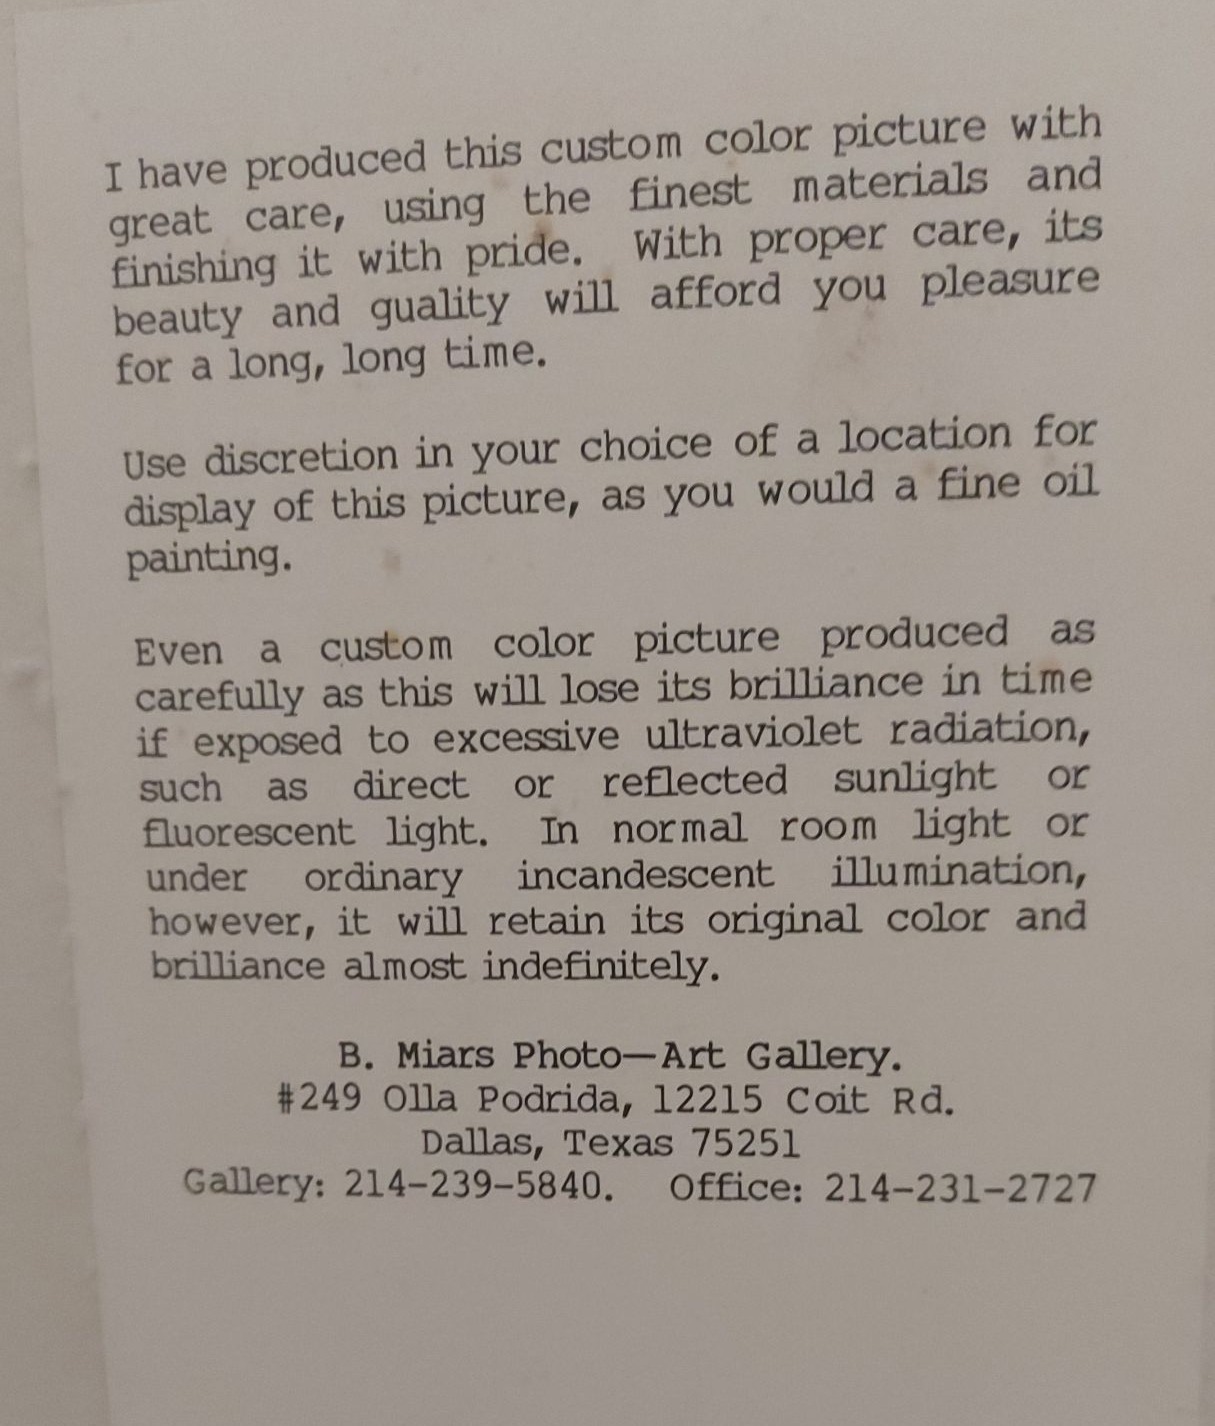 I have produced this custom color picture with
great care, using the finest materials and
finishing it with pride. With proper care, its
beauty and guality will afford you pleasure
for a long, long time.
Use discretion in your choice of a location for
display of this picture, as you would a fine oil
painting.
Even a custom color picture produced as
carefully as this will lose its brilliance in time
if exposed to excessive ultraviolet radiation,
such as direct or reflected sunlight or
fluorescent light. In normal room light or
under ordinary incandescent illumination,
however, it will retain its original color and
brilliance almost indefinitely.
B. Miars Photo—Art Gallery.
#249 Olla Podrida, 12215 Coit Rd.
Dallas, Texas 75251
Gallery: 214-239-5840. Office: 214-231-2727